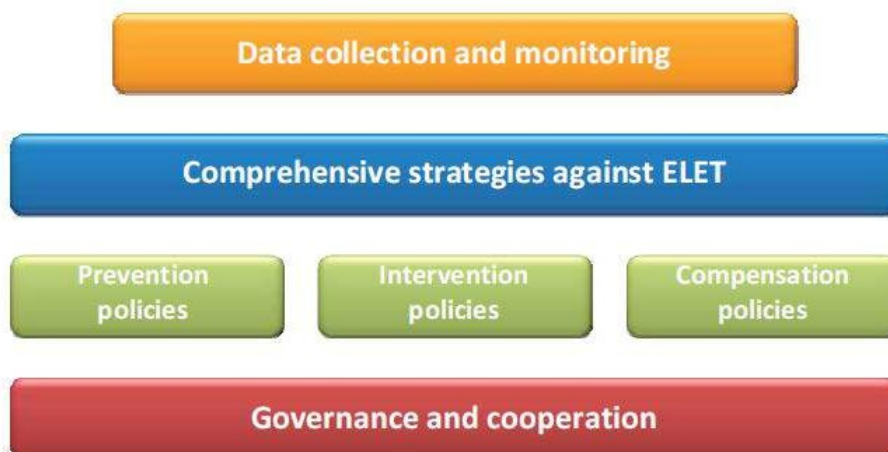 Data collection and monitoring
Comprehensive strategies against ELET
Prevention
policies
Intervention
policies
Compensation
policies
Governance and cooperation